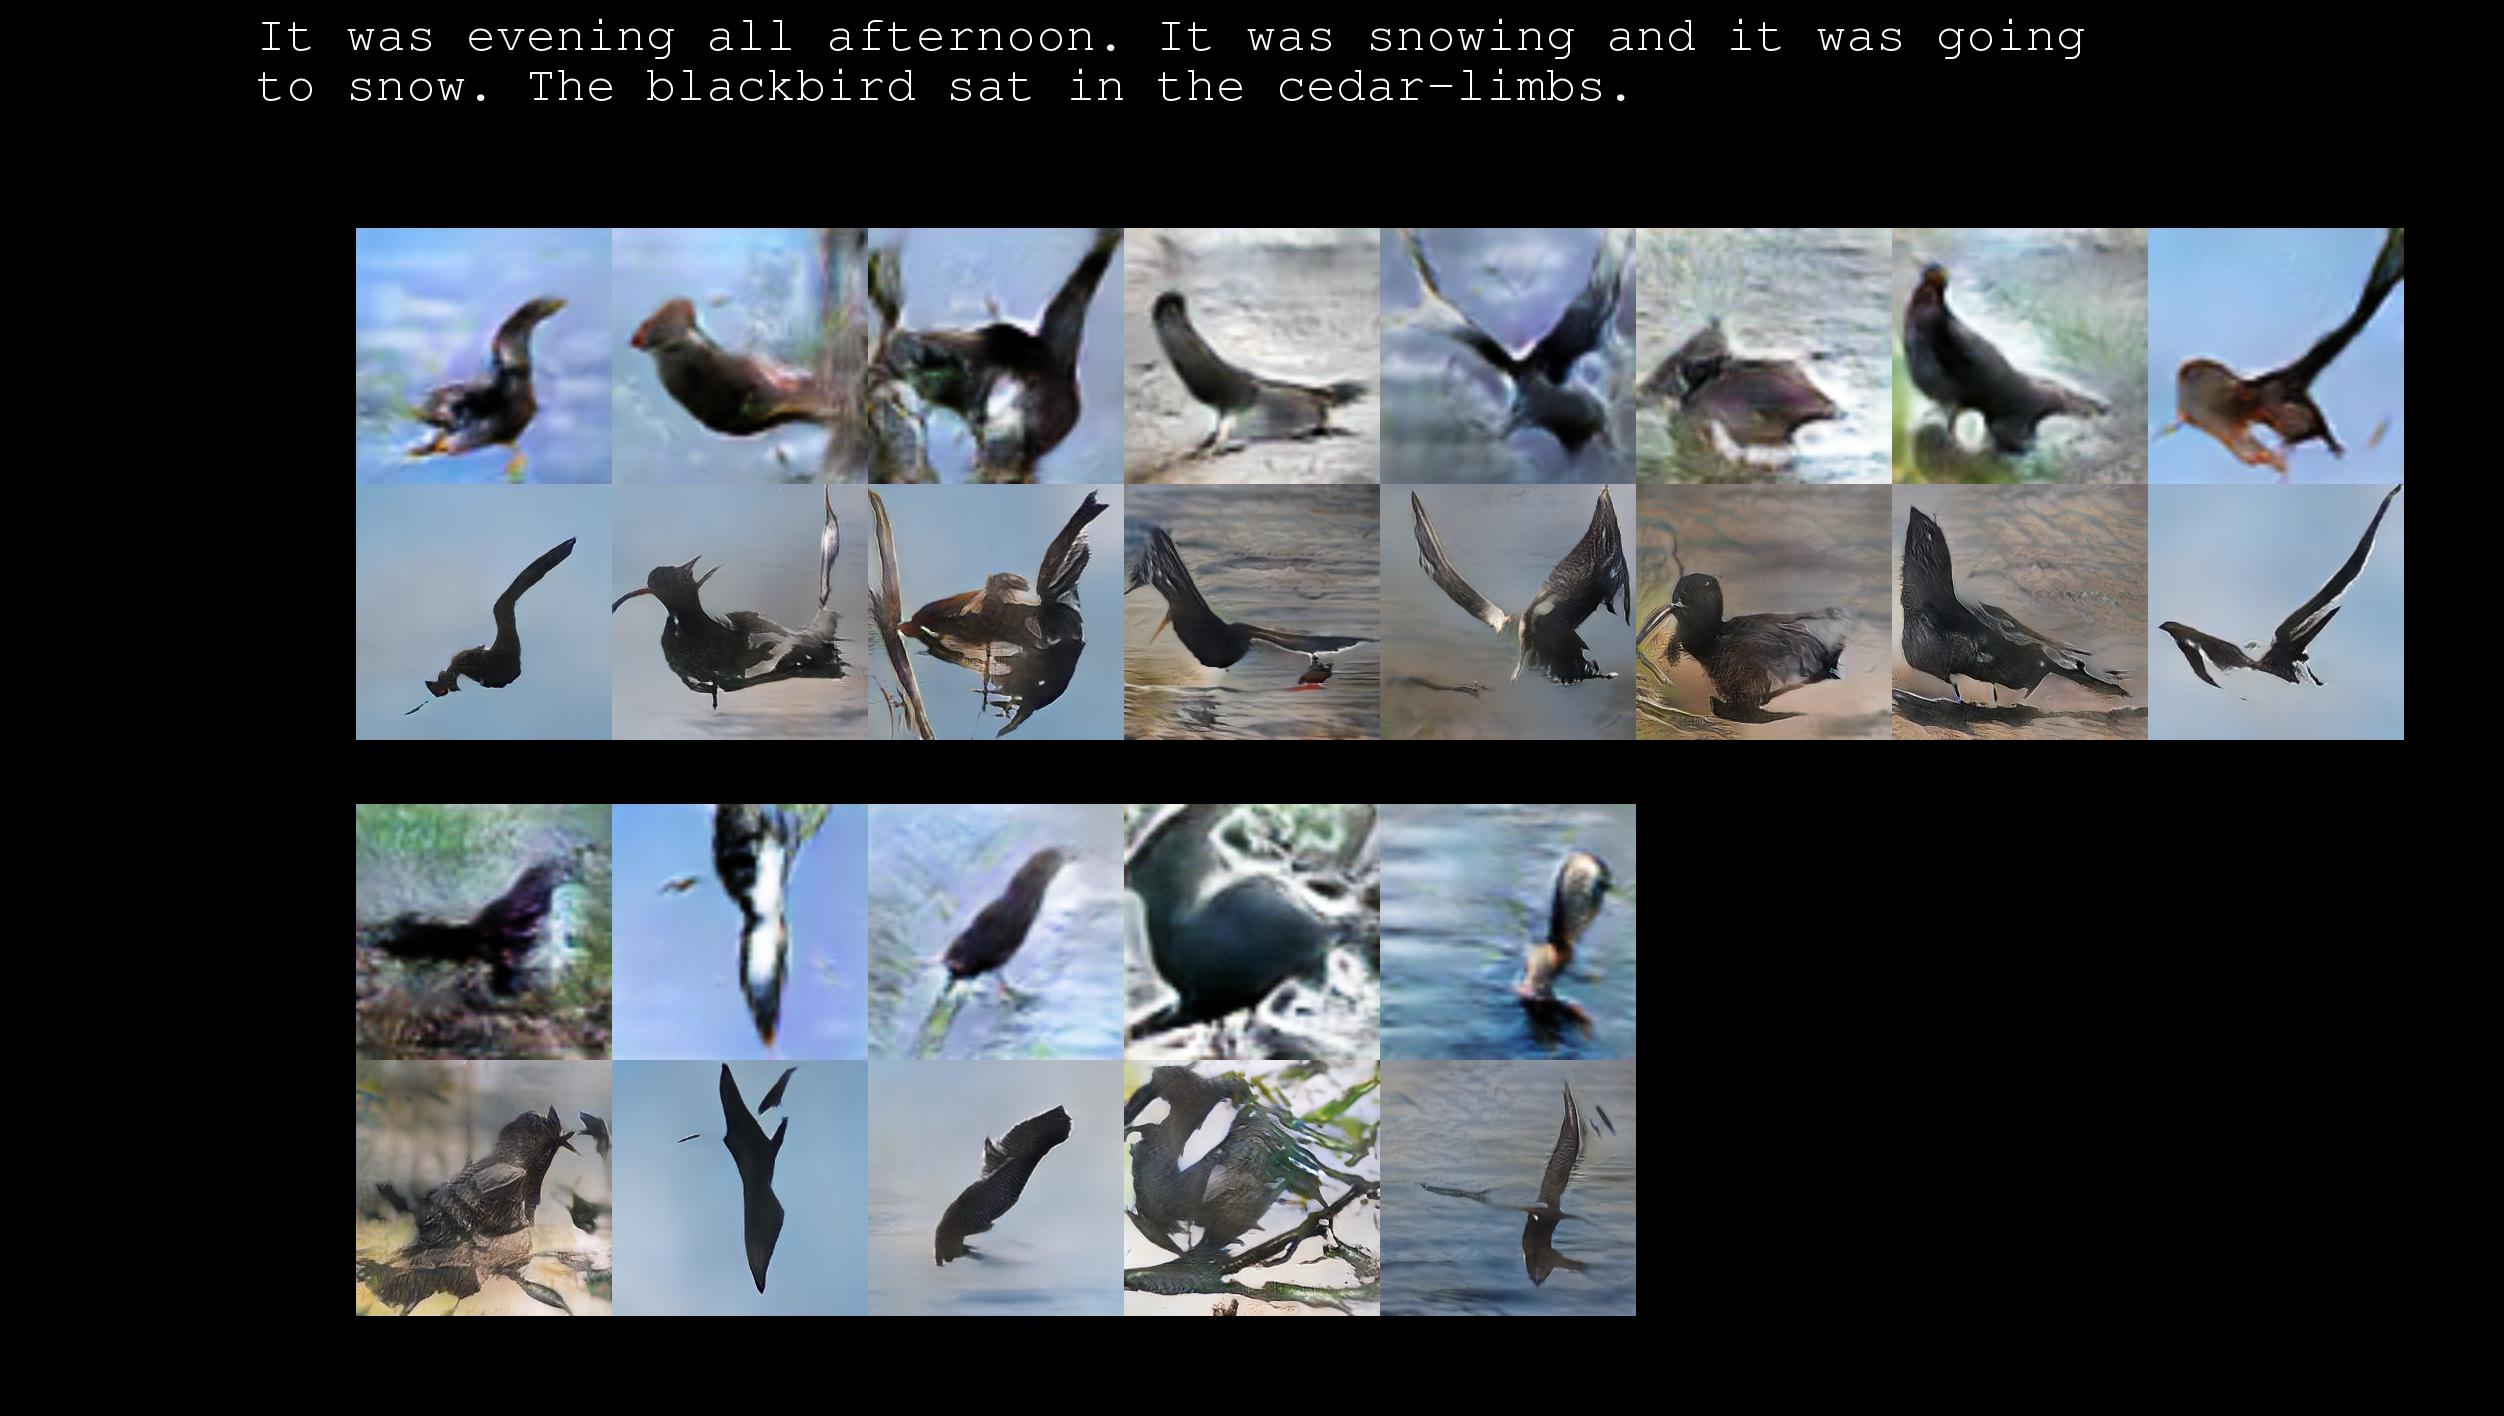 It was evening all afternoon. It was snowing and it was going
to snow. The blackbird sat in the cedar-limbs.